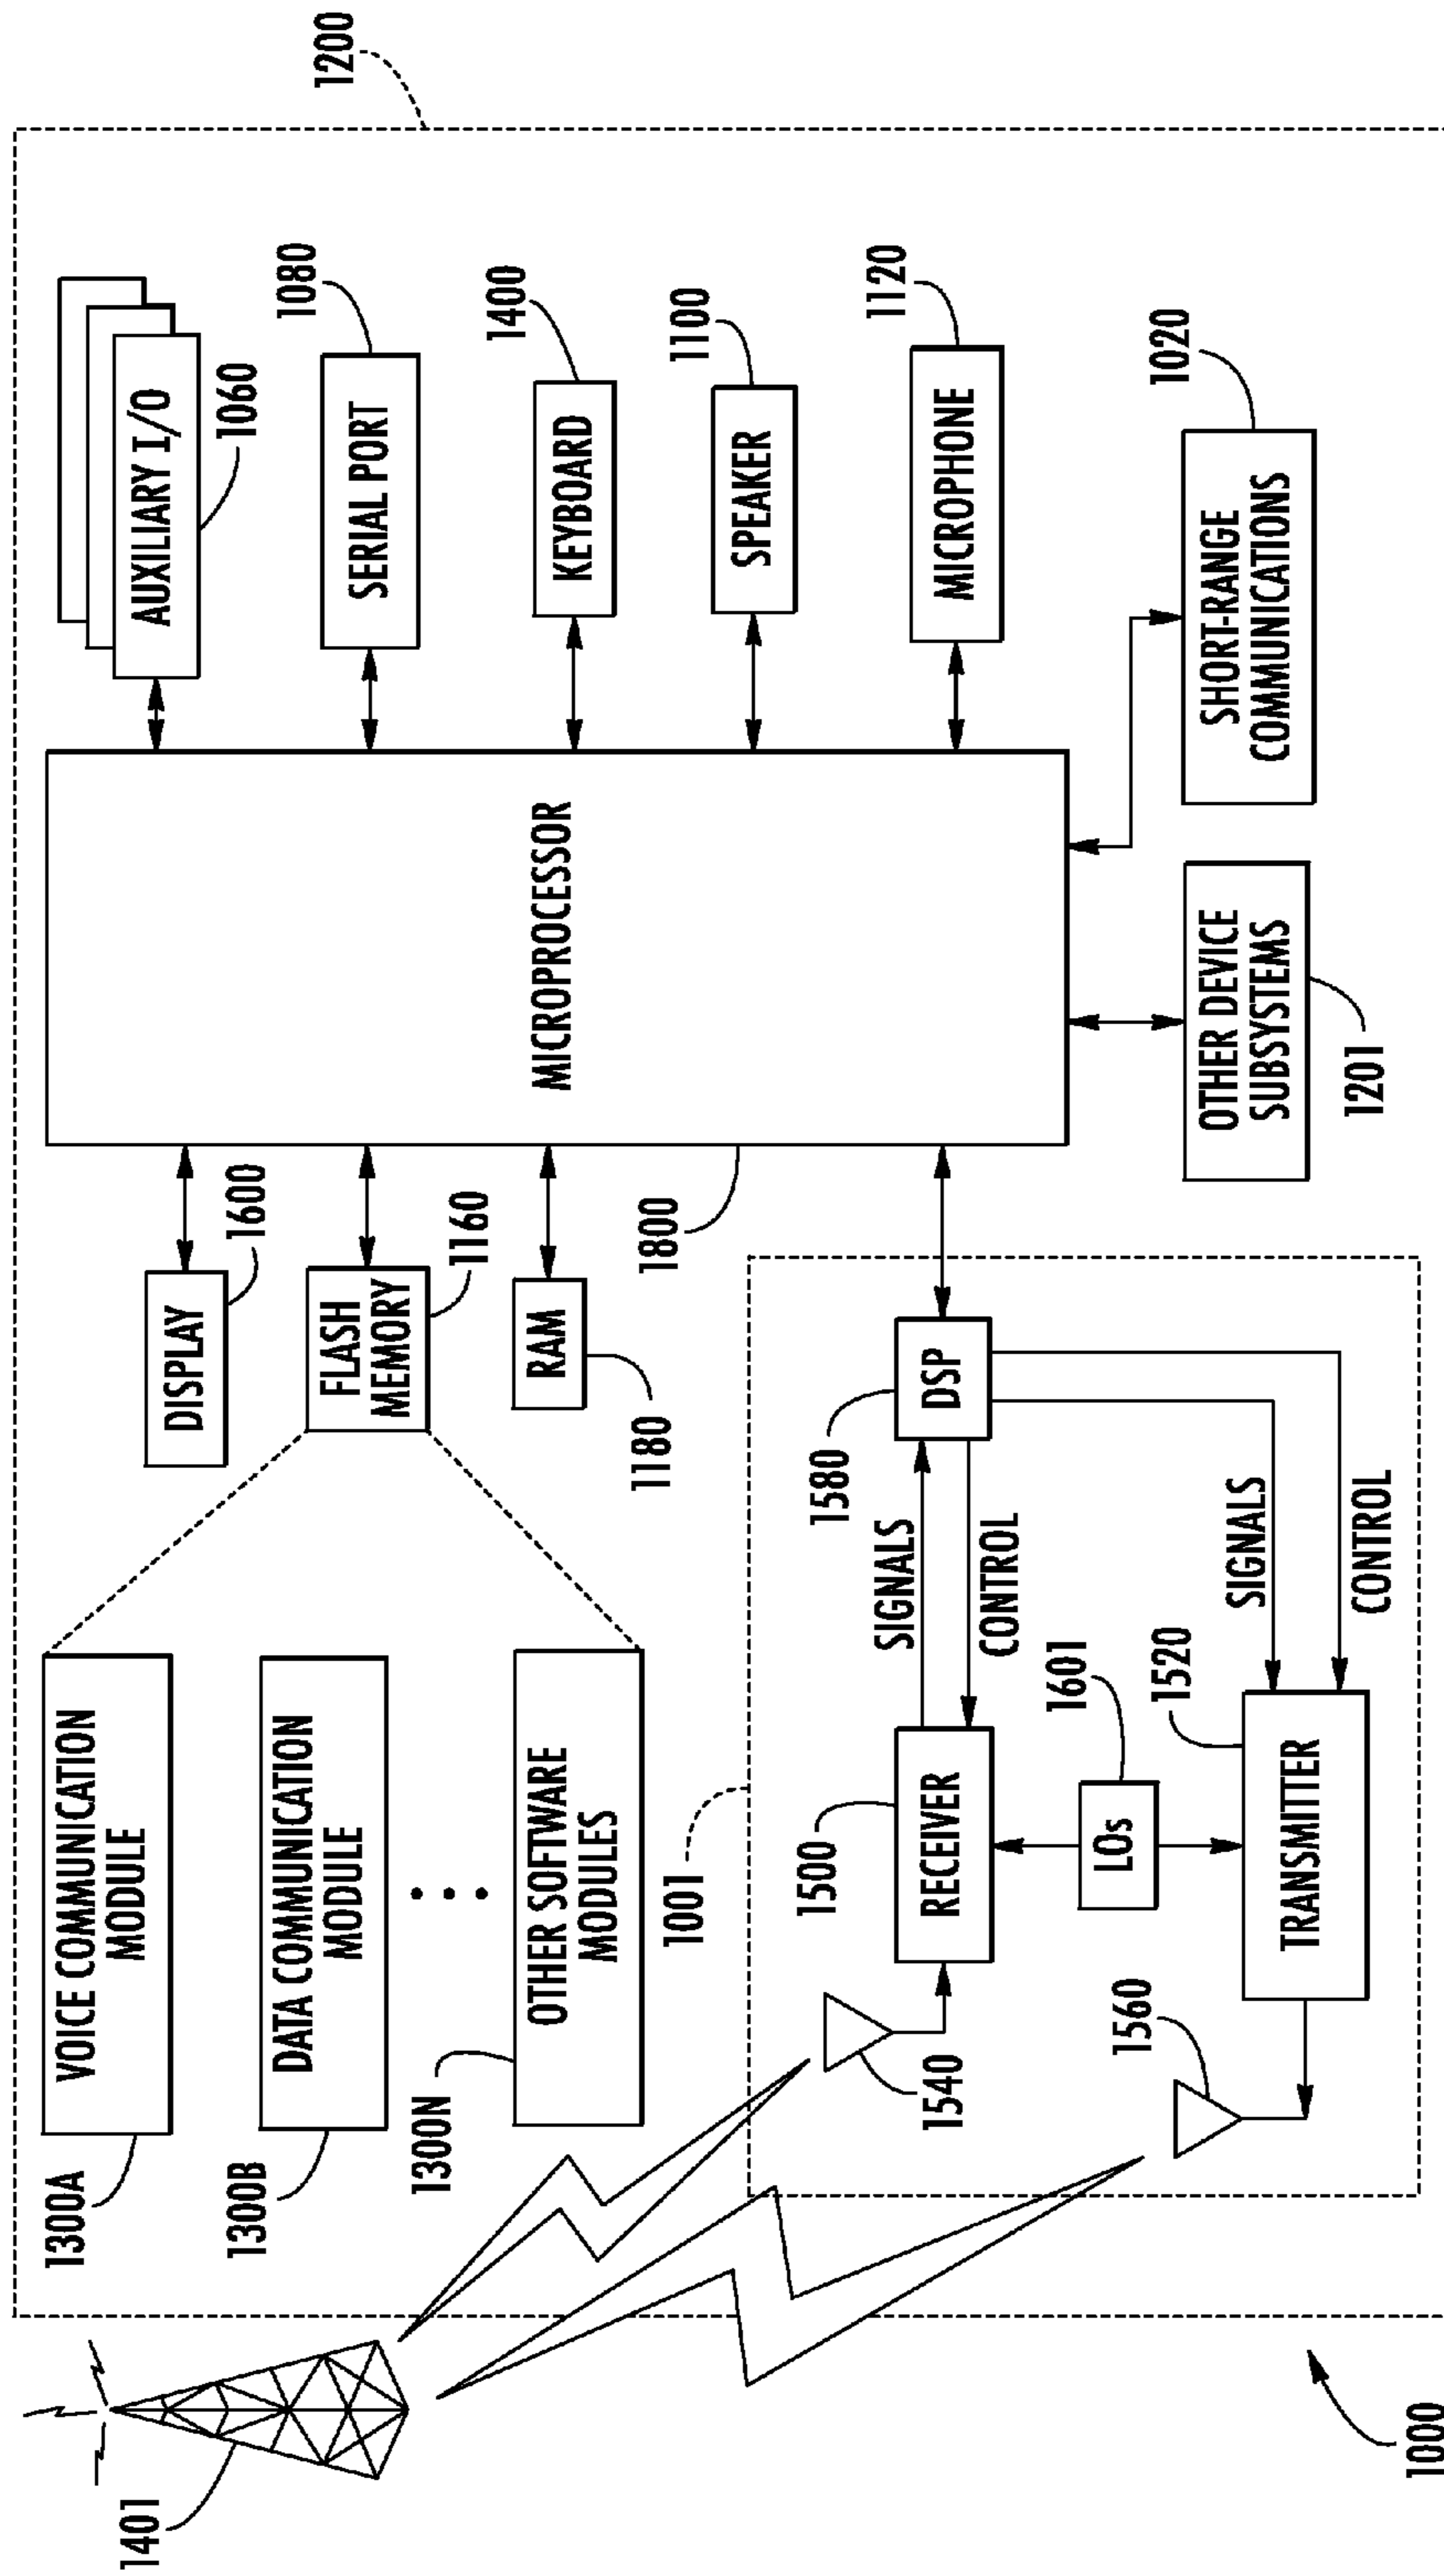 1401
1300A
VOICE COMMUNICATION
MODULE
1300B
DATA COMMUNICATION
MODULE
1300N
OTHER SOFTWARE
MODULES
DISPLAY
1600
FLASH
MEMORY
1160
RAM
1180
1800
MICROPROCESSOR
AUXILIARY I/O
1060
SERIAL PORT
1080
KEYBOARD
1400
SPEAKER
1100
MICROPHONE
1120
1200
1001
1540
1500
RECEIVER
SIGNALS
CONTROL
1580
DSP
1601
LOs
1560
1520
TRANSMITTER
SIGNALS
CONTROL
OTHER DEVICE
SUBSYSTEMS
1201
SHORT-RANGE
COMMUNICATIONS
1020
1000